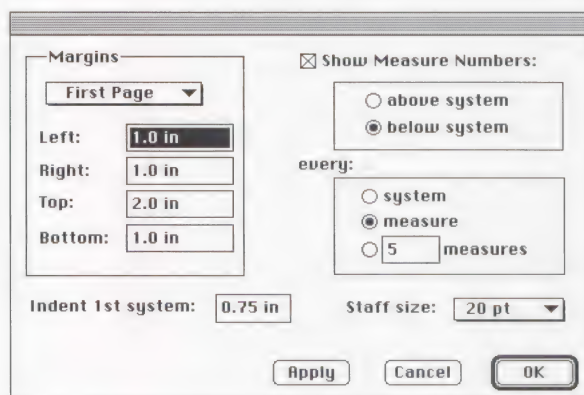 Margins
First Page
Left: 1.0 in
Right: 1.0 in
Top: 2.0 in
Bottom: 1.0 in
Show Measure Numbers:
above system
below system
every:
system
measure
5 measures
Indent 1st system: 0.75 in
Staff size: 20 pt
Apply
Cancel
OK